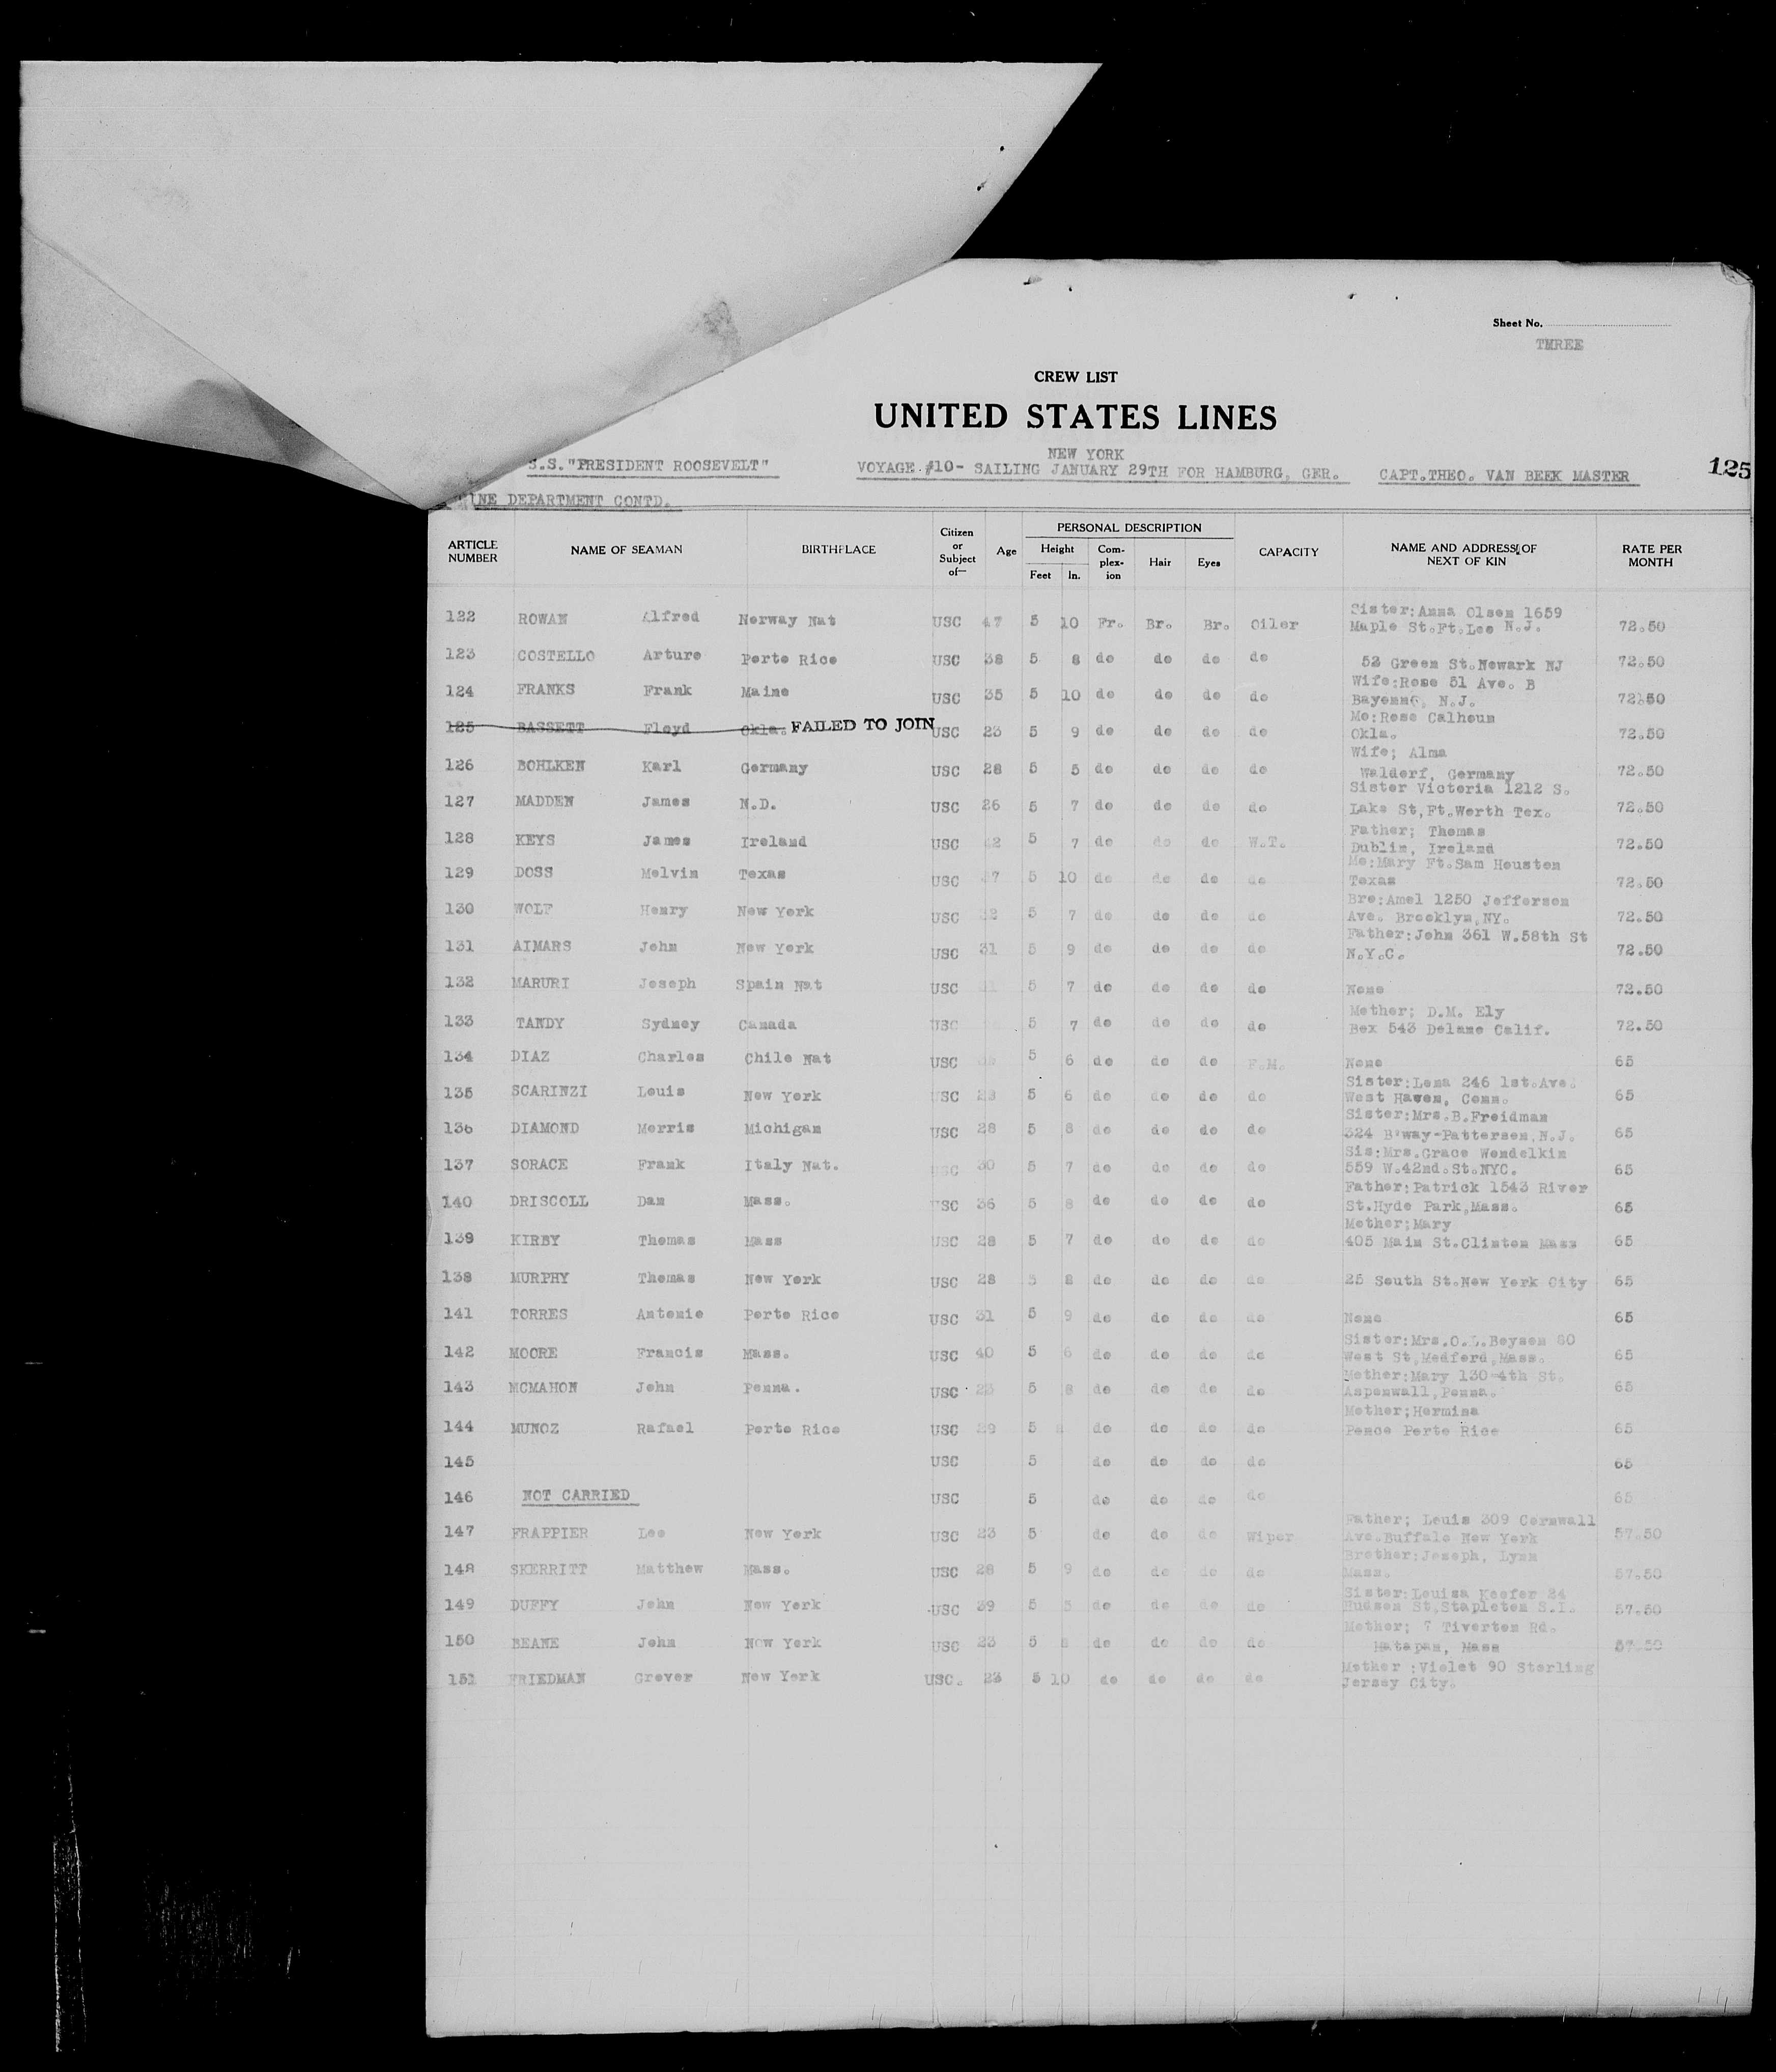 Sheet No.
THREE
CREW LIST
UNITED STATES LINES
NEW YORK
S.S."PRESIDENT ROOSEVELT" VOYAGE #10- SAILING JANUARY 29TH FOR HAMBURG, GER. CAPT.THEO. VAN BEEK MASTER 125
INE DEPARTMENT CONTD.
ARTICLE NUMBER NAME OF SEAMAN BIRTHPLACE Citizen or Subject of— Age PERSONAL DESCRIPTION Height Feet In. Complexion Hair Eyes CAPACITY NAME AND ADDRESS OF NEXT OF KIN RATE PER MONTH
Sister:Anna Olsen 1659
122 ROWAN Alfred Norway Nat USC 47 5 10 Fr. Br. Br. Oiler Maple St.Ft.Lee N.J. 72.50
123 COSTELLO Arturo Porto Rico USC 38 5 8 do do do do 52 Green St.Newark NJ 72.50
Wife:Rose 51 Ave. B
124 FRANKS Frank Maine USC 35 5 10 do do do do Bayonne, N.J. 72.50
Mo:Rose Calhoun
125 BASSETT Floyd Okla. FAILED TO JOIN USC 23 5 9 do do do do Okla. 72.50
Wife; Alma
126 BOHLKEN Karl Germany USC 28 5 5 do do do do Waldorf, Germany 72.50
Sister Victoria 1212 S.
127 MADDEN James N.D. USC 26 5 7 do do do do Lake St,Ft.Worth Tex. 72.50
Father; Thomas
128 KEYS James Ireland USC 5 7 do do do W.T. Dublin, Ireland 72.50
Mo:Mary Ft.Sam Houston
129 DOSS Melvin Texas USC 5 10 do do do do Texas 72.50
Bro:Amel 1250 Jefferson
130 WOLF Henry New York USC 5 7 do do do do Ave. Brooklyn,NY. 72.50
Father:John 361 W.58th St
131 AIMARS John New York USC 31 5 9 do do do do N.Y.C. 72.50
132 MARURI Joseph Spain Nat USC 5 7 do do do do None 72.50
Mother; D.M. Ely
133 TANDY Sydney Canada USC 5 7 do do do do Box 543 Delano Calif. 72.50
134 DIAZ Charles Chile Nat USC 5 6 do do do F.M. None 65
Sister:Lena 246 1st.Ave.
135 SCARINZI Louis New York USC 5 6 do do do do West Haven, Conn. 65
Sister:Mrs.B.Freidman
136 DIAMOND Morris Michigan USC 28 5 8 do do do do 324 B'way-Patterson,N.J. 65
Sis:Mrs.Grace Wendelkin
137 SORACE Frank Italy Nat. USC 30 5 7 do do do do 559 W.42nd.St.NYC. 65
Father:Patrick 1543 River
140 DRISCOLL Dan Mass. USC 36 5 8 do do do do St.Hyde Park,Mass. 65
Mother;Mary
139 KIRBY Thomas Mass USC 28 5 7 do do do do 405 Main St.Clinton Mass 65
138 MURPHY Thomas New York USC 28 5 8 do do do do 25 South St.New York City 65
141 TORRES Antonio Porto Rico USC 31 5 9 do do do do None 65
Sister:Mrs.O.L.Boysen 80
142 MOORE Francis Mass. USC 40 5 6 do do do do West St,Medford,Mass. 65
Mother:Mary 130-4th St.
143 MCMAHON John Penna. USC 23 5 8 do do do do Aspenwall,Penna. 65
Mother;Hermina
144 MUNOZ Rafael Porto Rico USC 29 5 do do do do Ponce Porto Rico 65
145 USC 5 do do do do 65
146 NOT CARRIED USC 5 do do do do 65
Father; Louis 309 Cornwall
147 FRAPPIER Leo New York USC 23 5 do do do Wiper Ave.Buffalo New York 57.50
Brother:Joseph, Lynn
148 SKERRITT Matthew Mass. USC 28 5 9 do do do do Mass. 57.50
Sister:Louisa Keefer 24
149 DUFFY John New York USC 39 5 5 do do do do Hudson St,Stapleton S.I. 57.50
Mother; 7 Tiverton Rd.
150 BEANE John New York USC 23 5 8 do do do do Matapan, Mass 57.50
Mother :Violet 90 Sterling
151 FRIEDMAN Grover New York USC. 23 5 10 do do do do Jersey City.